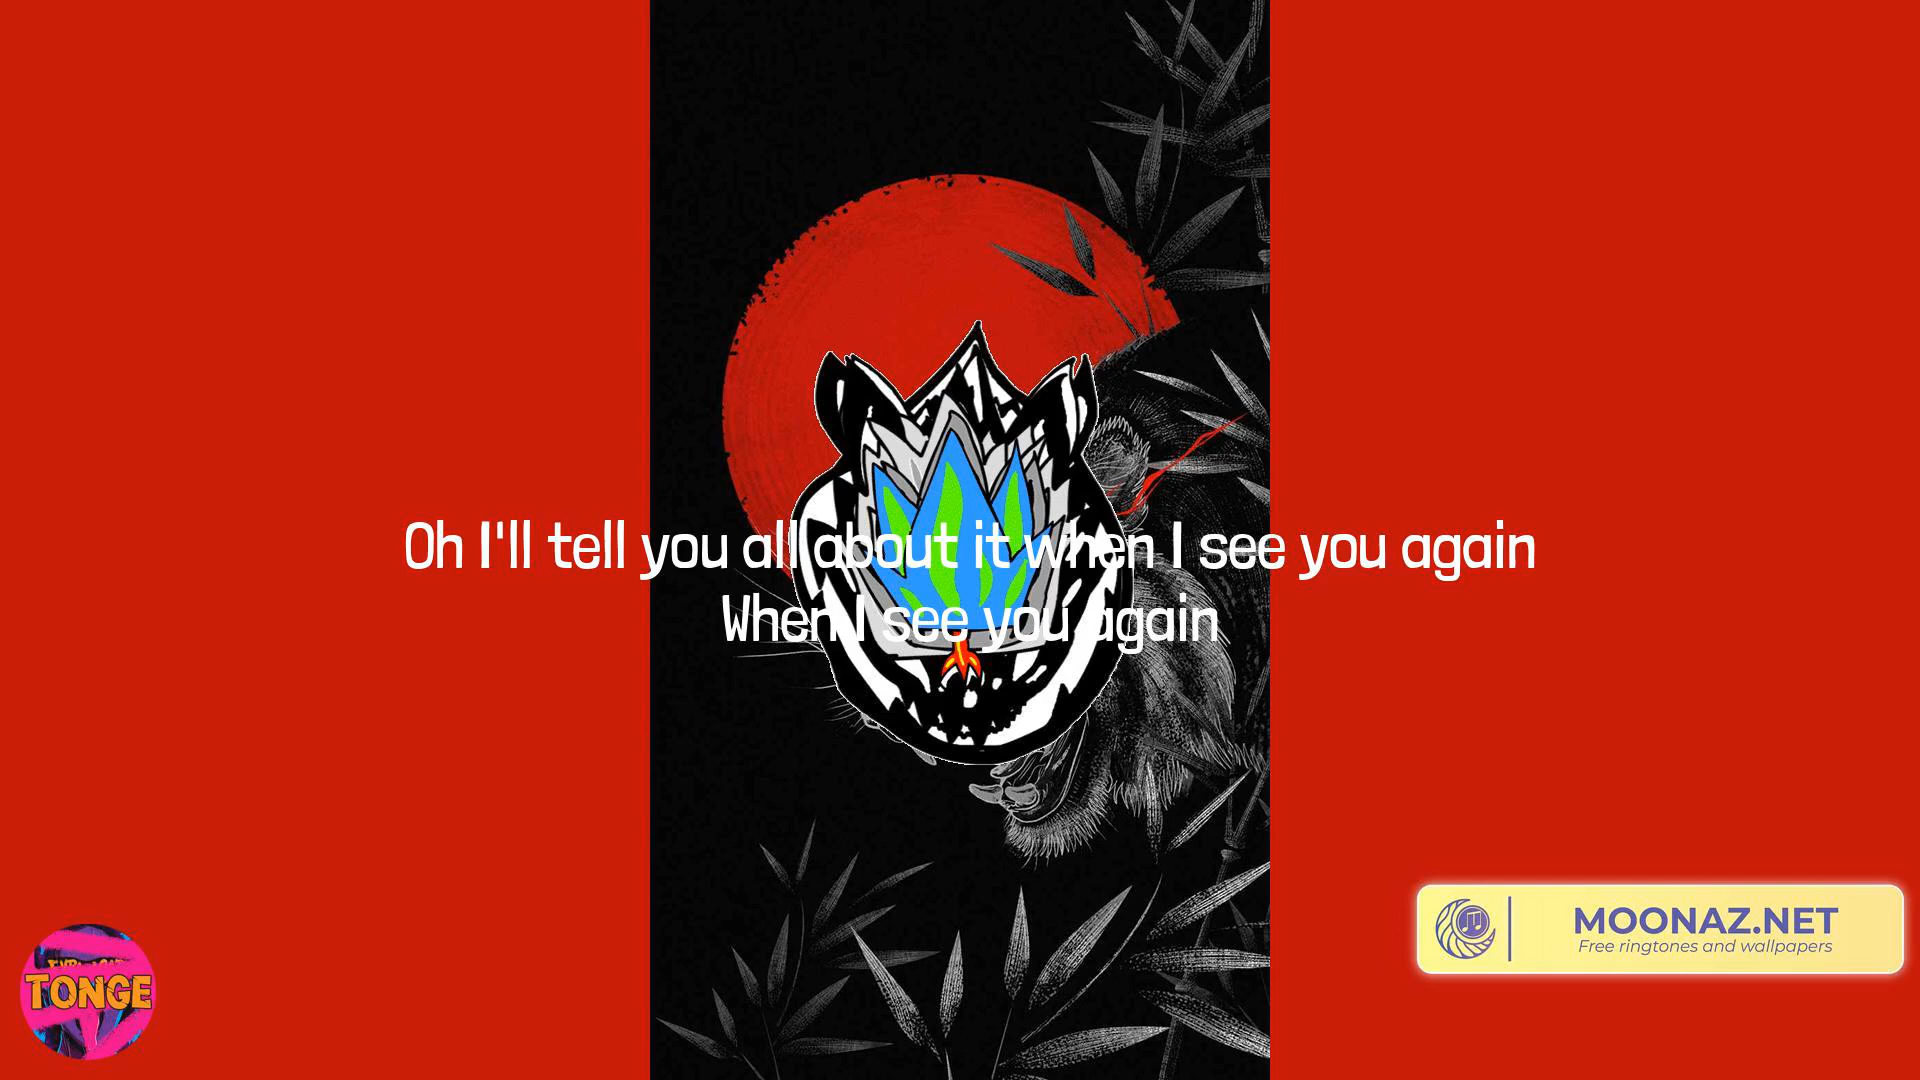 Oh I'll tell you all about it when I see you again
When I see you again
TONGE
MOONAZ.NET
Free ringtones and wallpapers